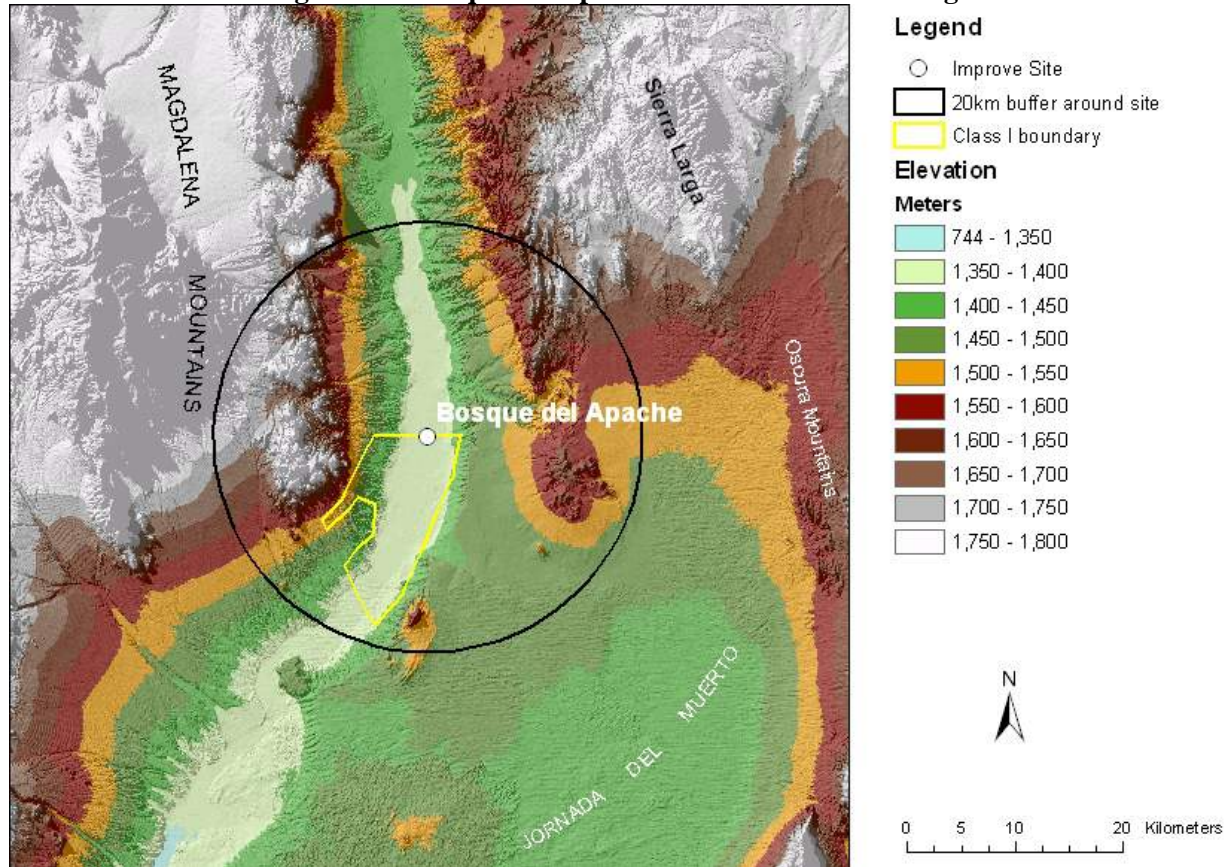 MAGDALENA
MOUNTAINS
Sierra Larga
Bosque del Apache
Oscurra Mountains
JORNADA DEL MUERTO
Legend
Improve Site
20km buffer around site
Class I boundary
Elevation
Meters
744 - 1,350
1,350 - 1,400
1,400 - 1,450
1,450 - 1,500
1,500 - 1,550
1,550 - 1,600
1,600 - 1,650
1,650 - 1,700
1,700 - 1,750
1,750 - 1,800
N
0 5 10 20 Kilometers